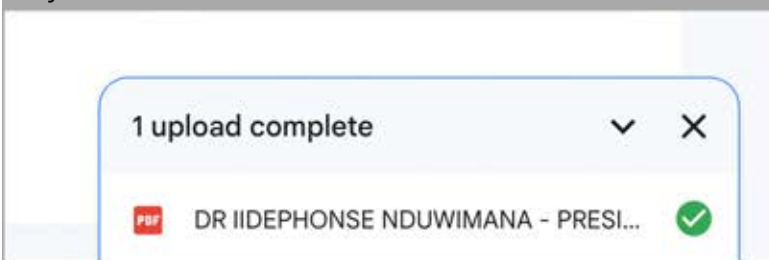 1 upload complete
PDF DR IIDEPHONSE NDUWIMANA - PRESI...